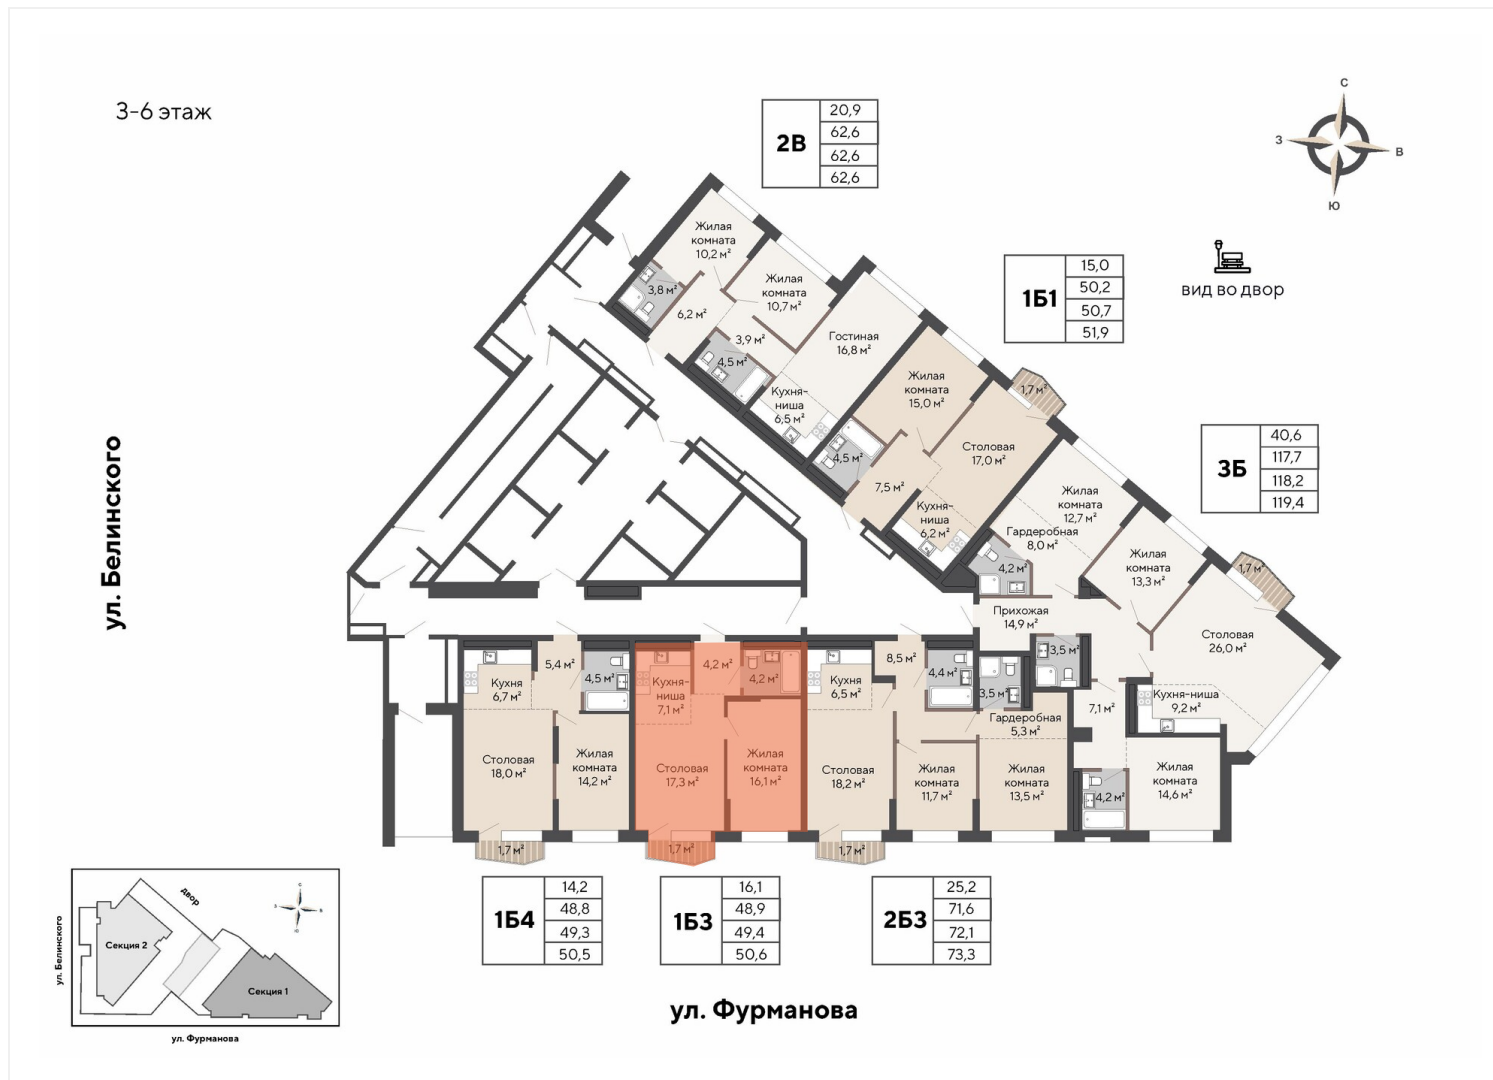 3-6 этаж
2В
20,9
62,6
62,6
62,6
С
З
В
Ю
вид во двор
1Б1
15,0
50,2
50,7
51,9
3Б
40,6
117,7
118,2
119,4
ул. Белинского
Жилая
комната
10,2 м²
3,8 м²
6,2 м²
Жилая
комната
10,7 м²
3,9 м²
4,5 м²
Гостиная
16,8 м²
Кухня-
ниша
6,5 м²
Жилая
комната
15,0 м²
1,7 м²
4,5 м²
7,5 м²
Столовая
17,0 м²
Кухня-
ниша
6,2 м²
Жилая
комната
12,7 м²
Гардеробная
8,0 м²
4,2 м²
Жилая
комната
13,3 м²
1,7 м²
Прихожая
14,9 м²
3,5 м²
Столовая
26,0 м²
7,1 м²
Кухня-ниша
9,2 м²
4,2 м²
Жилая
комната
14,6 м²
5,4 м²
4,5 м²
Кухня
6,7 м²
Столовая
18,0 м²
Жилая
комната
14,2 м²
1,7 м²
4,2 м²
4,2 м²
Кухня-
ниша
7,1 м²
Столовая
17,3 м²
Жилая
комната
16,1 м²
1,7 м²
8,5 м²
4,4 м²
Кухня
6,5 м²
3,5 м²
Гардеробная
5,3 м²
Столовая
18,2 м²
Жилая
комната
11,7 м²
Жилая
комната
13,5 м²
1,7 м²
1Б4
14,2
48,8
49,3
50,5
1Б3
16,1
48,9
49,4
50,6
2Б3
25,2
71,6
72,1
73,3
ул. Фурманова
двор
С
З
В
Ю
Секция 2
Секция 1
ул. Белинского
ул. Фурманова